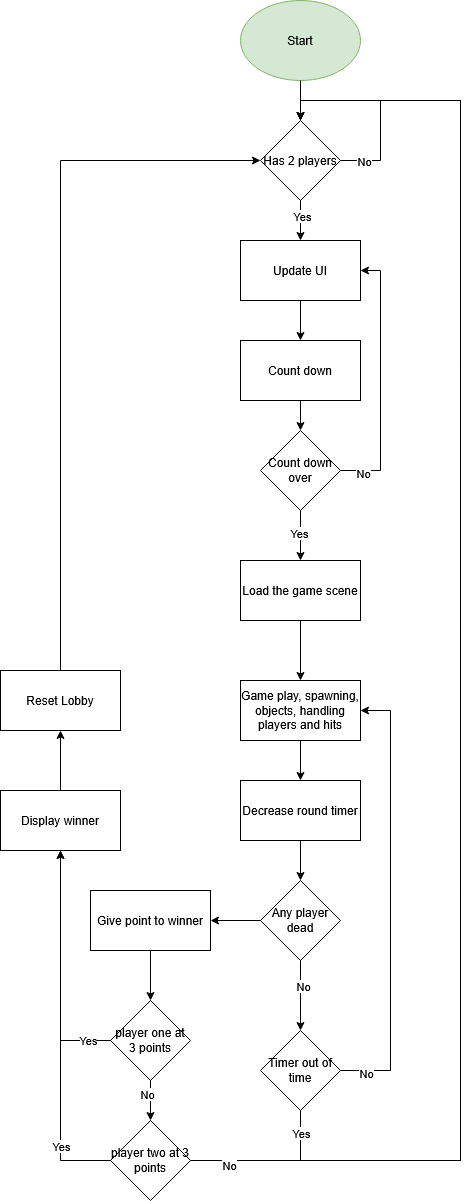 Start
Has 2 players
No
Yes
Update UI
Count down
Count down
over
No
Yes
Load the game scene
Game play, spawning,
objects, handling
players and hits
Reset Lobby
Decrease round timer
Display winner
Any player
dead
Give point to winner
No
player one at
3 points
Yes
Timer out of
time
No
No
Yes
Yes
player two at 3
points
No